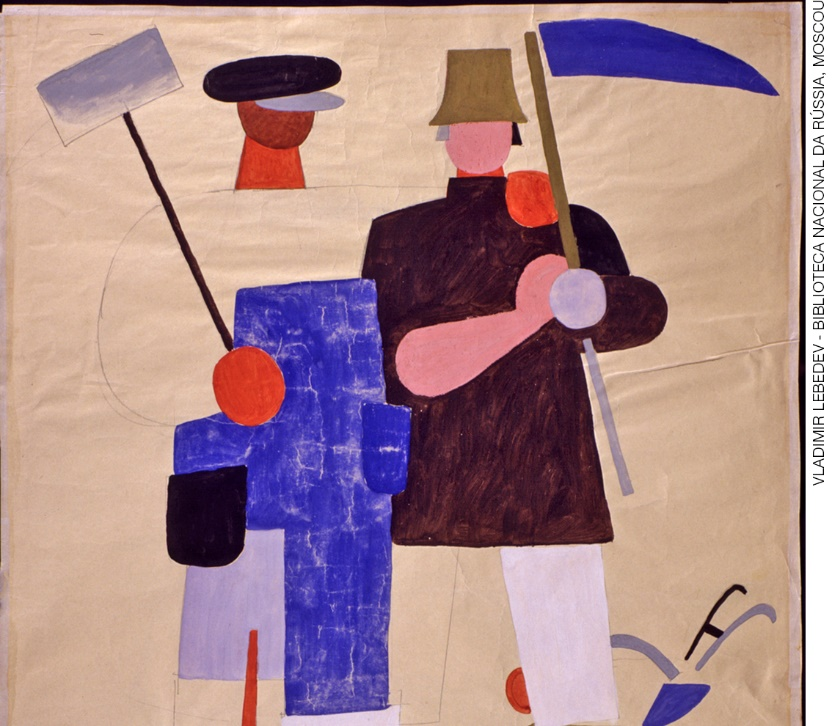 VLADIMIR LEBEDEV - BIBLIOTECA NACIONAL DA RÚSSIA, MOSCOU